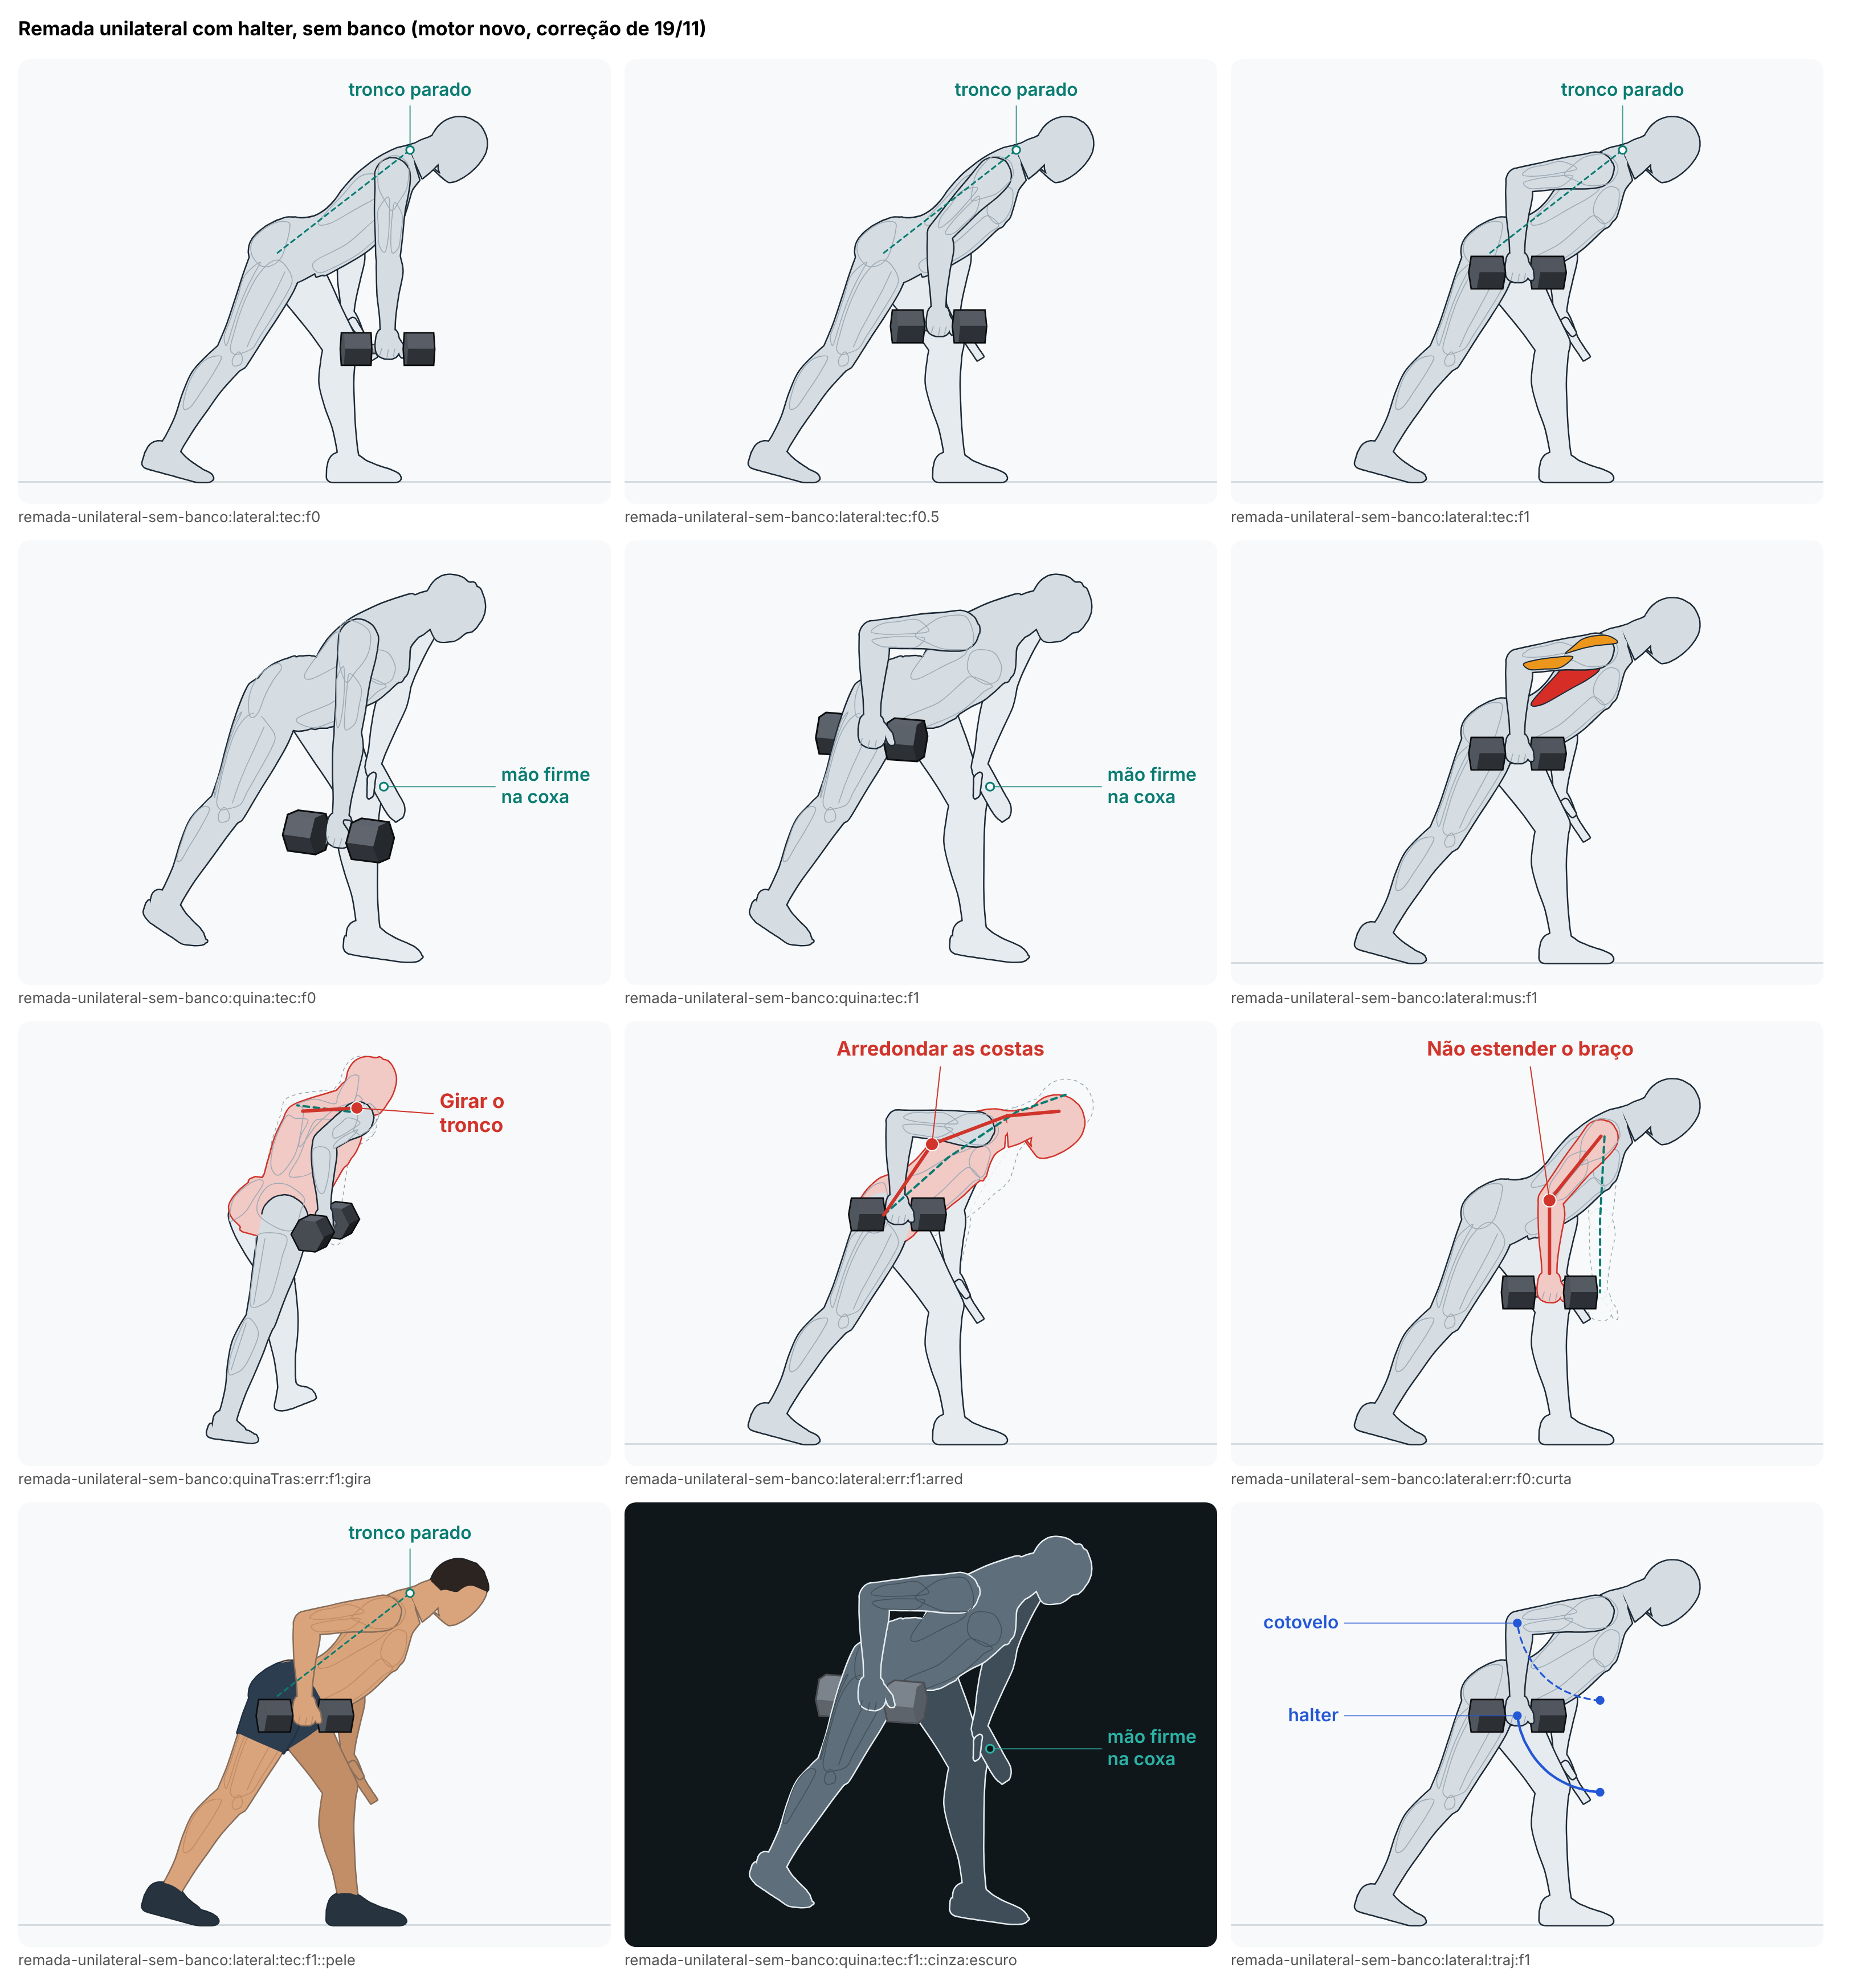 Remada unilateral com halter, sem banco (motor novo, correção de 19/11)
tronco parado
tronco parado
tronco parado
remada-unilateral-sem-banco:lateral:tec:f0
remada-unilateral-sem-banco:lateral:tec:f0.5
remada-unilateral-sem-banco:lateral:tec:f1
mão firme
na coxa
mão firme
na coxa
remada-unilateral-sem-banco:quina:tec:f0
remada-unilateral-sem-banco:quina:tec:f1
remada-unilateral-sem-banco:lateral:mus:f1
Girar o
tronco
Arredondar as costas
Não estender o braço
remada-unilateral-sem-banco:quinaTras:err:f1:gira
remada-unilateral-sem-banco:lateral:err:f1:arred
remada-unilateral-sem-banco:lateral:err:f0:curta
tronco parado
mão firme
na coxa
cotovelo
halter
remada-unilateral-sem-banco:lateral:tec:f1::pele
remada-unilateral-sem-banco:quina:tec:f1::cinza:escuro
remada-unilateral-sem-banco:lateral:traj:f1